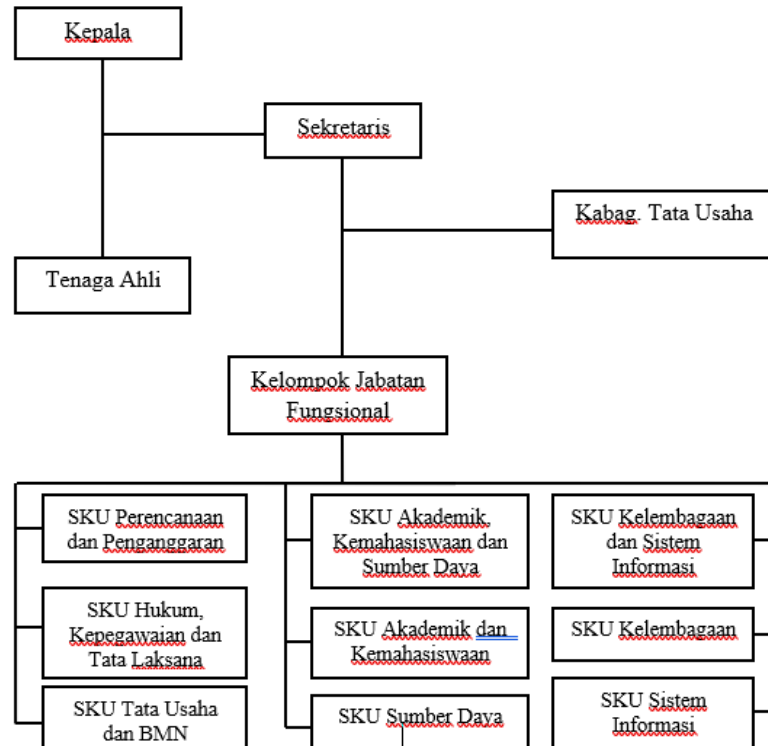 Kepala
Sekretaris
Kabag. Tata Usaha
Tenaga Ahli
Kelompok Jabatan
Fungsional
SKU Perencanaan
dan Penganggaran
SKU Hukum,
Kepegawaian dan
Tata Laksana
SKU Tata Usaha
dan BMN
SKU Akademik,
Kemahasiswaan dan
Sumber Daya
SKU Akademik dan
Kemahasiswaan
SKU Sumber Daya
SKU Kelembagaan
dan Sistem
Informasi
SKU Kelembagaan
SKU Sistem
Informasi